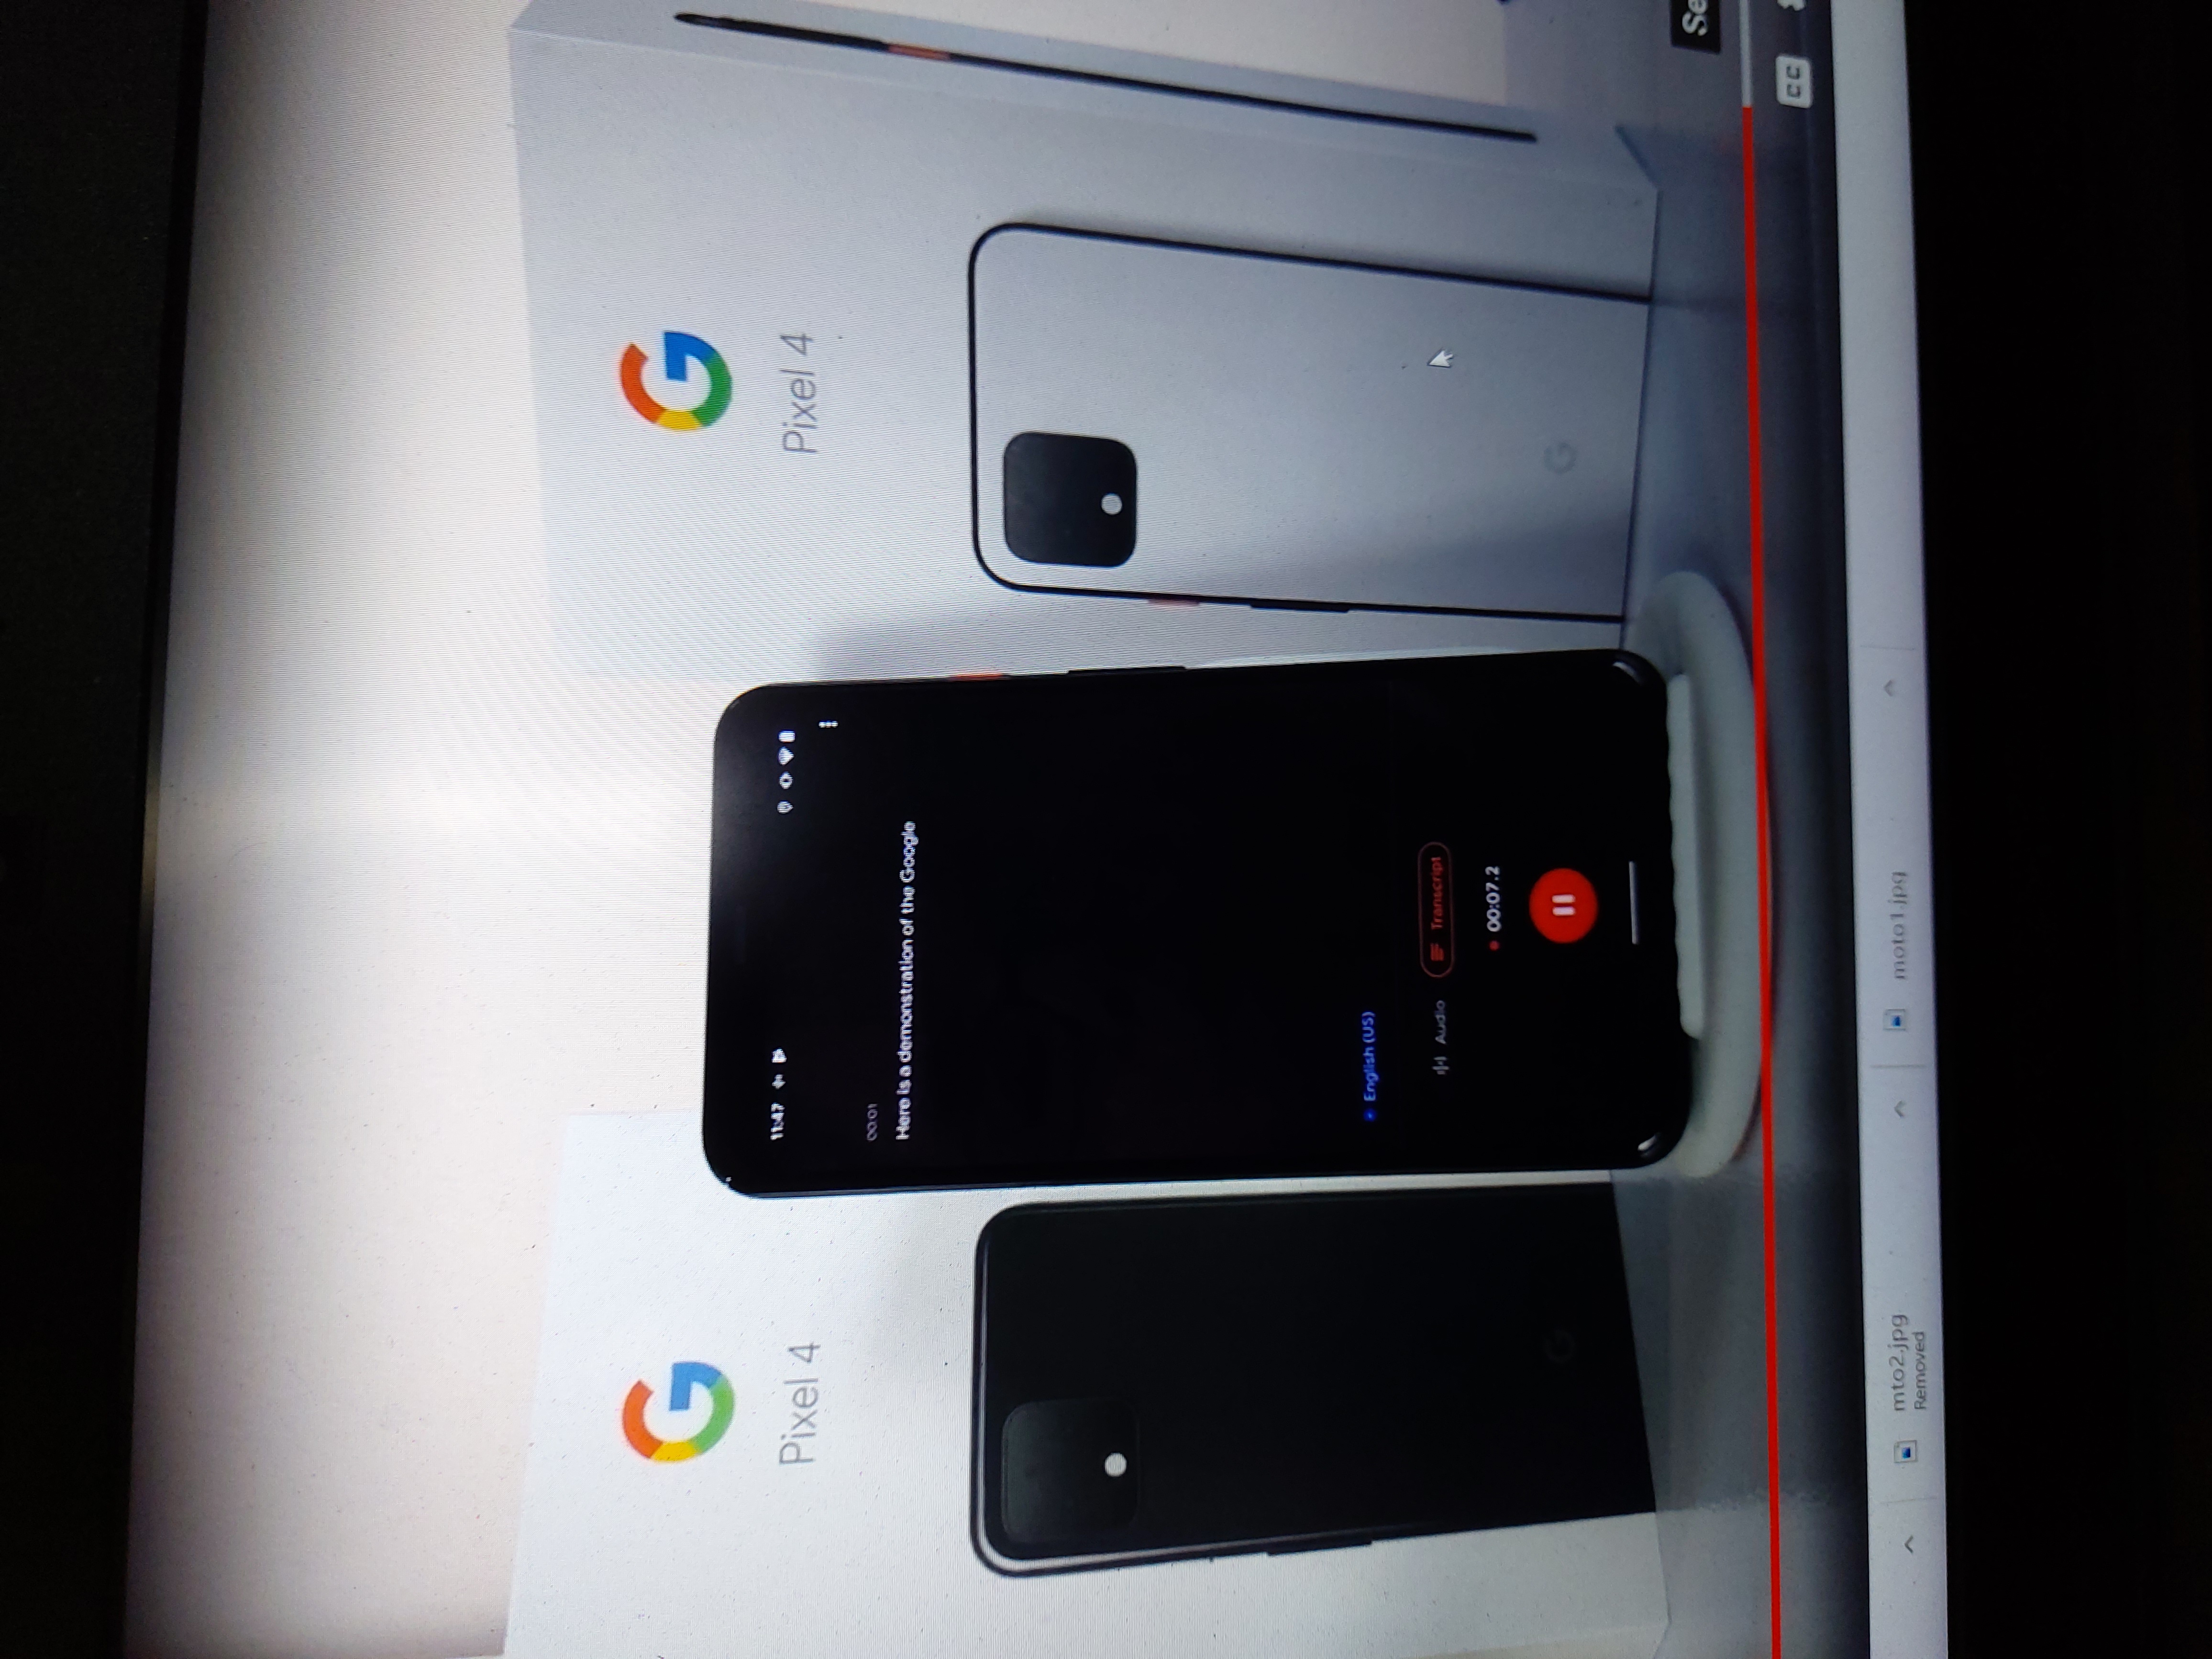 Pixel 4
Pixel 4
11:47
00:01
Here is a demonstration of the Google
English (US)
Audio
Transcript
00:07.2
Se
CC
mto2.jpg
Removed
moto1.jpg